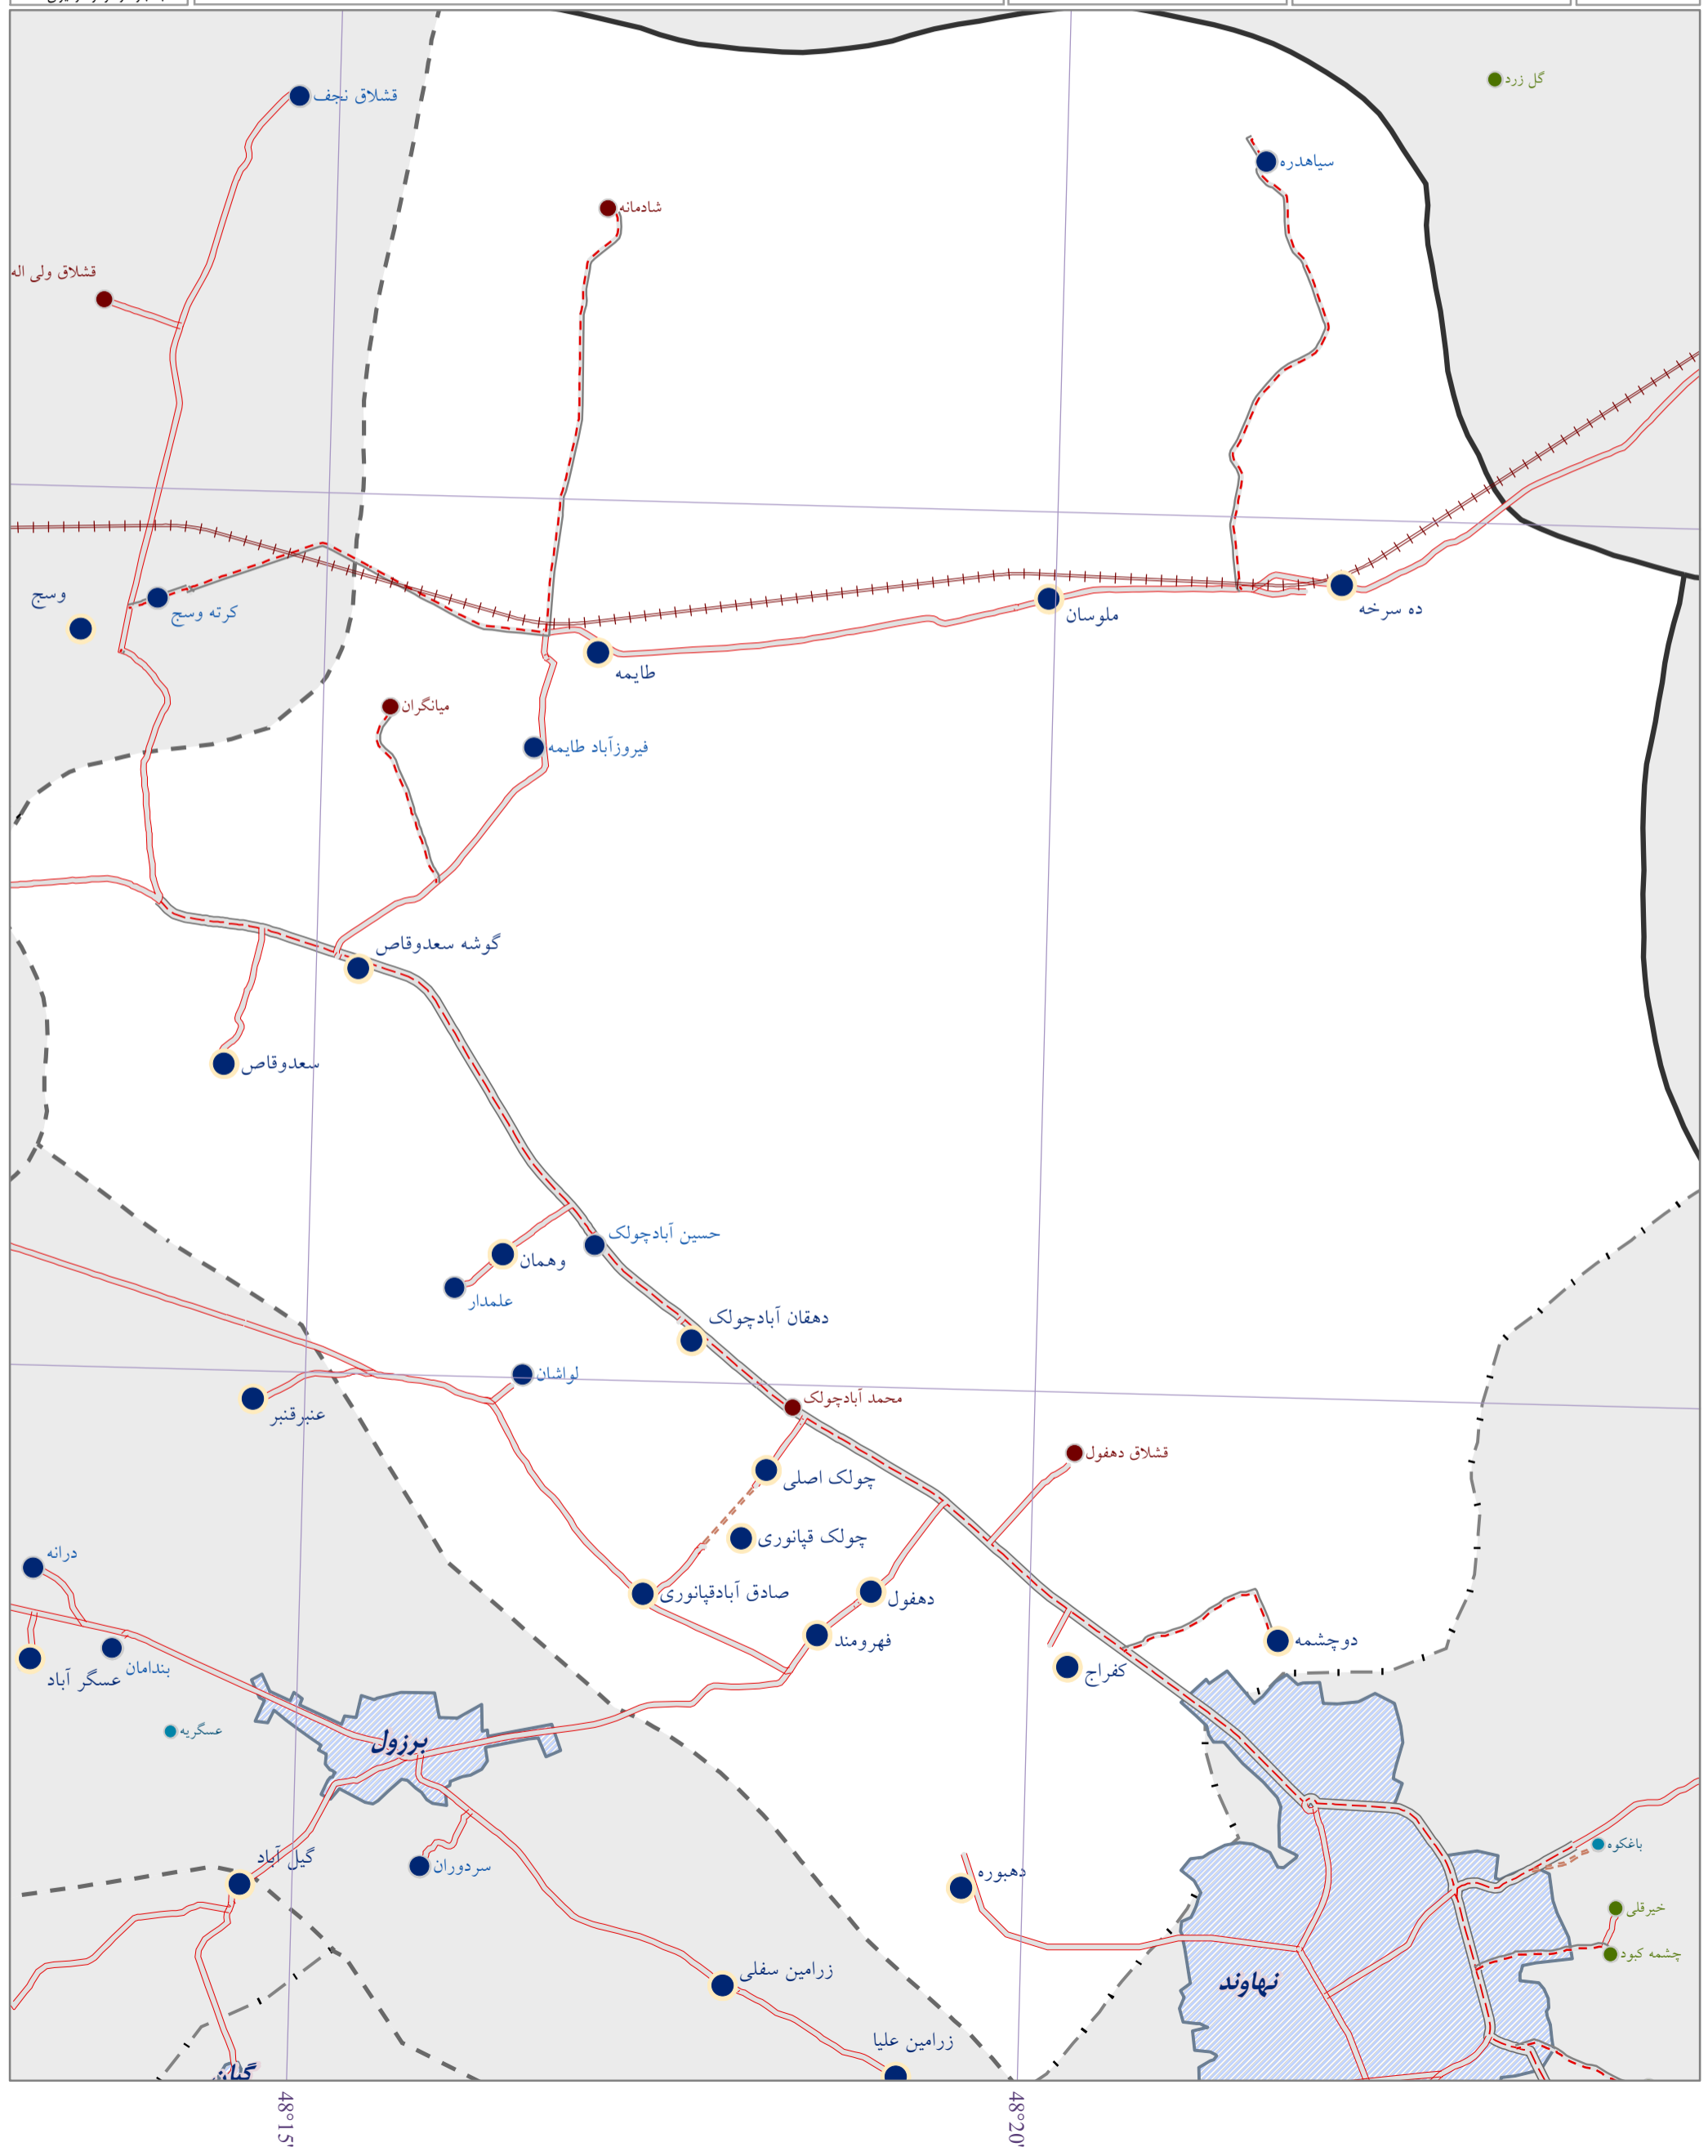 گل زرد
قشلاق نجف
سیاهدره
شادمانه
قشلاق ولی اله
وسج
کرته وسج
ده سرخه
ملوسان
طایمه
میانگران
فیروزآباد طایمه
گوشه سعدوقاص
سعدوقاص
حسین آبادچولک
وهمان
علمدار
دهقان آبادچولک
لواشان
محمد آبادچولک
عنبرقنبر
قشلاق دهفول
چولک اصلی
چولک قپانوری
درانه
صادق آبادقپانوری
دهفول
فهرومند
دوچشمه
کفراج
بندامان
عسگر آباد
عسگریه
برزول
باغکوه
گیل آباد
سردوران
دهبوره
خیرقلی
چشمه کبود
زرامین سفلی
نهاوند
زرامین علیا
48°15'
48°20'